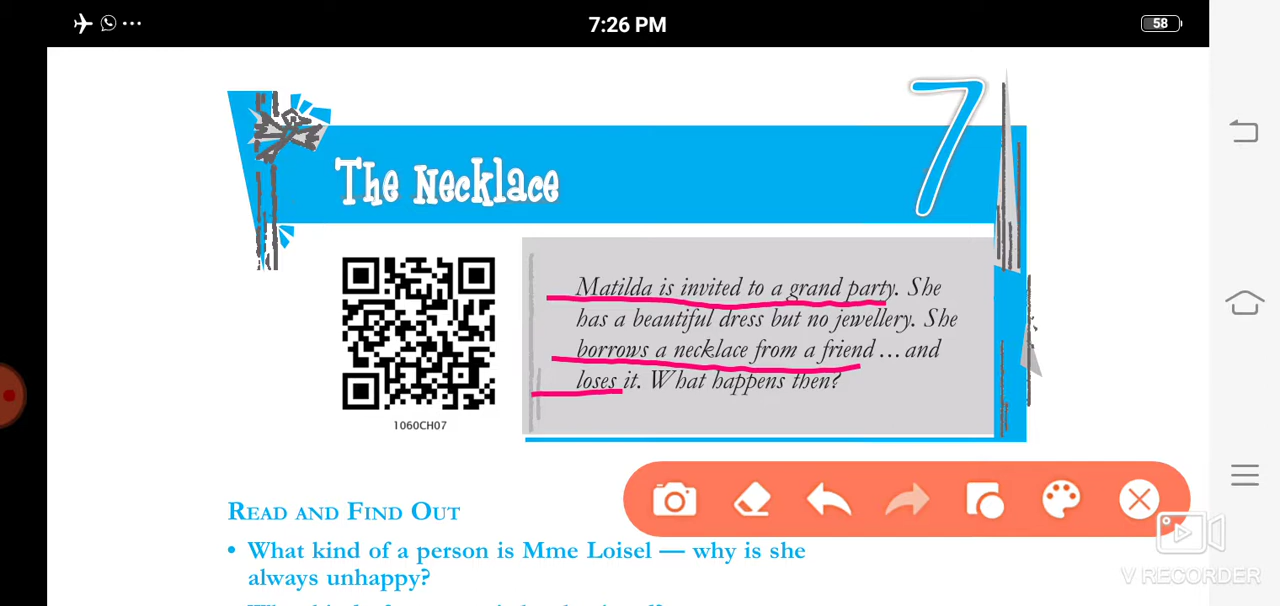 7:26 PM
58
7
The Necklace
Matilda is invited to a grand party. She
has a beautiful dress but no jewellery. She
borrows a necklace from a friend ... and
loses it. What happens then?
1060CH07
READ AND FIND OUT
• What kind of a person is Mme Loisel — why is she
always unhappy?
V RECORDER